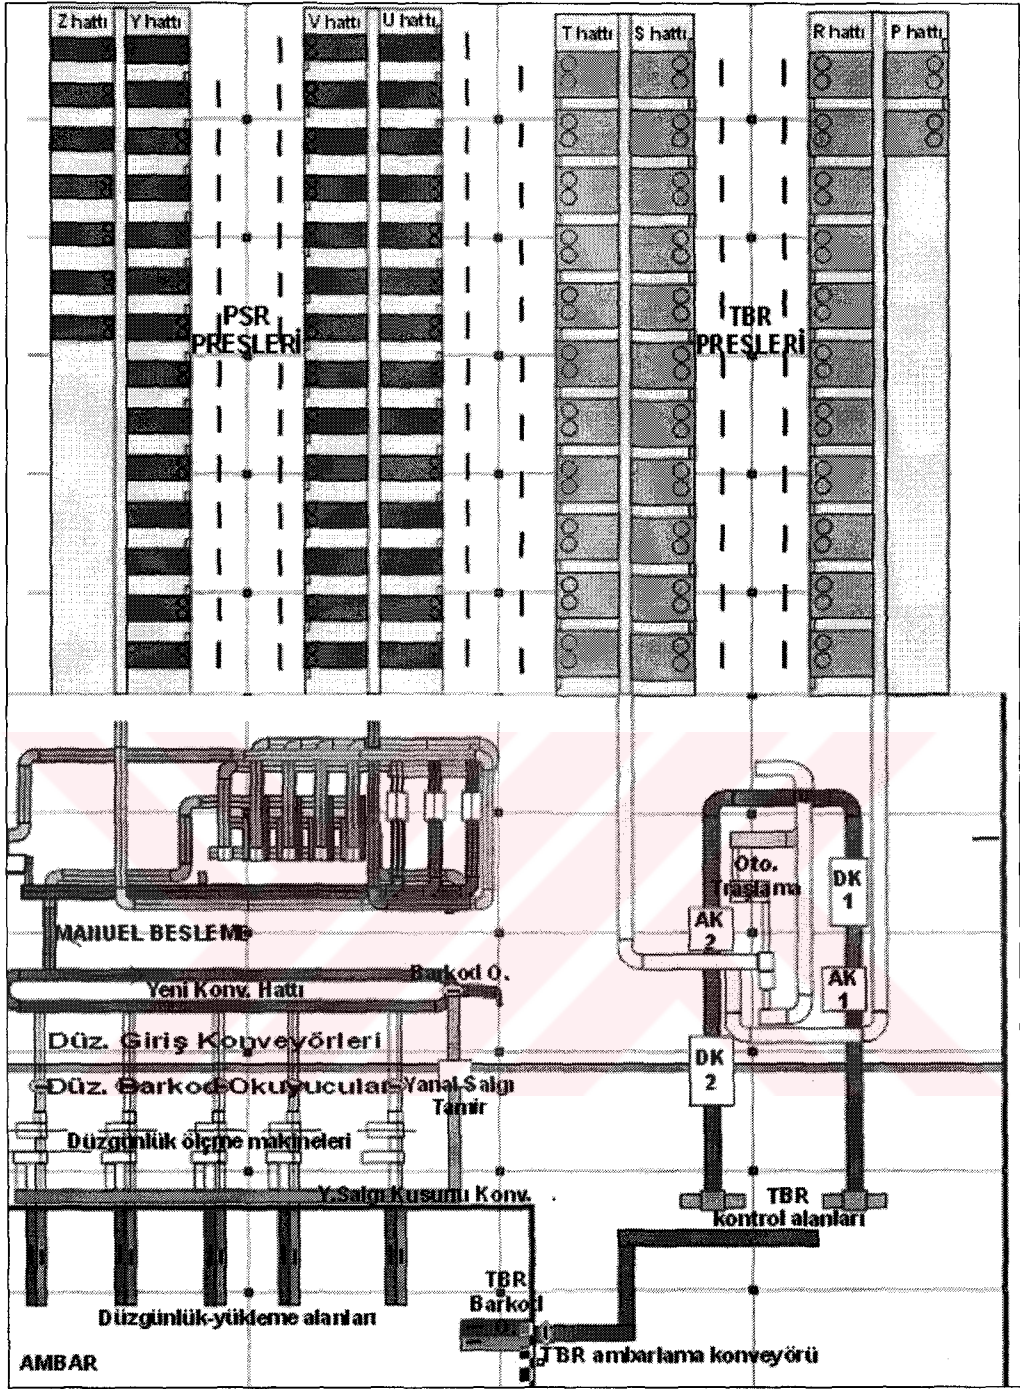 Z hattı Y hattı V hattı U hattı T hattı S hattı R hattı P hattı
PSR
PRESLERİ
TBR
PRESLERİ
Oto.
Traşlama
DK
1
AK
2
AK
1
DK
2
MANUEL BESLEME
Barkod O.
Yeni Konv. Hattı
Düz. Giriş Konveyörleri
Düz. Barkod Okuyucular
Yanal Salgı
Tamir
Düzgünlük ölçme makineleri
Y.Salgı Kusunu Konv.
TBR
kontrol alanları
TBR
Barkod
O.
Düzgünlük-yükleme alanları
TBR ambarlama konveyörü
AMBAR